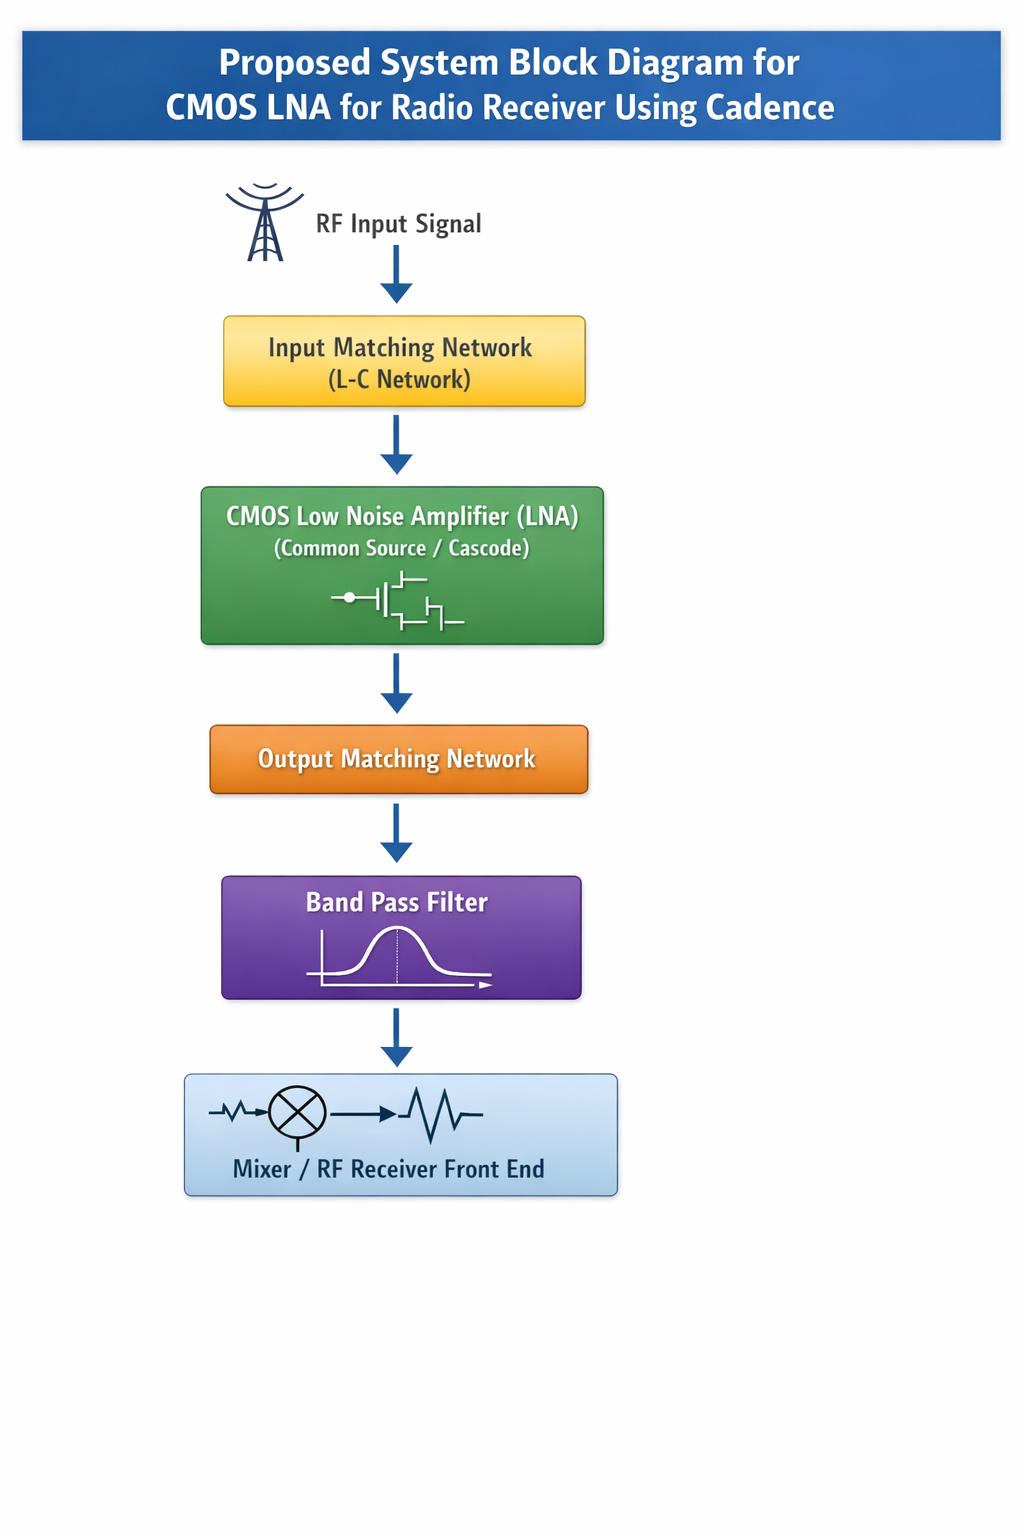 Proposed System Block Diagram for
CMOS LNA for Radio Receiver Using Cadence
RF Input Signal
Input Matching Network
(L-C Network)
CMOS Low Noise Amplifier (LNA)
(Common Source / Cascode)
Output Matching Network
Band Pass Filter
Mixer / RF Receiver Front End